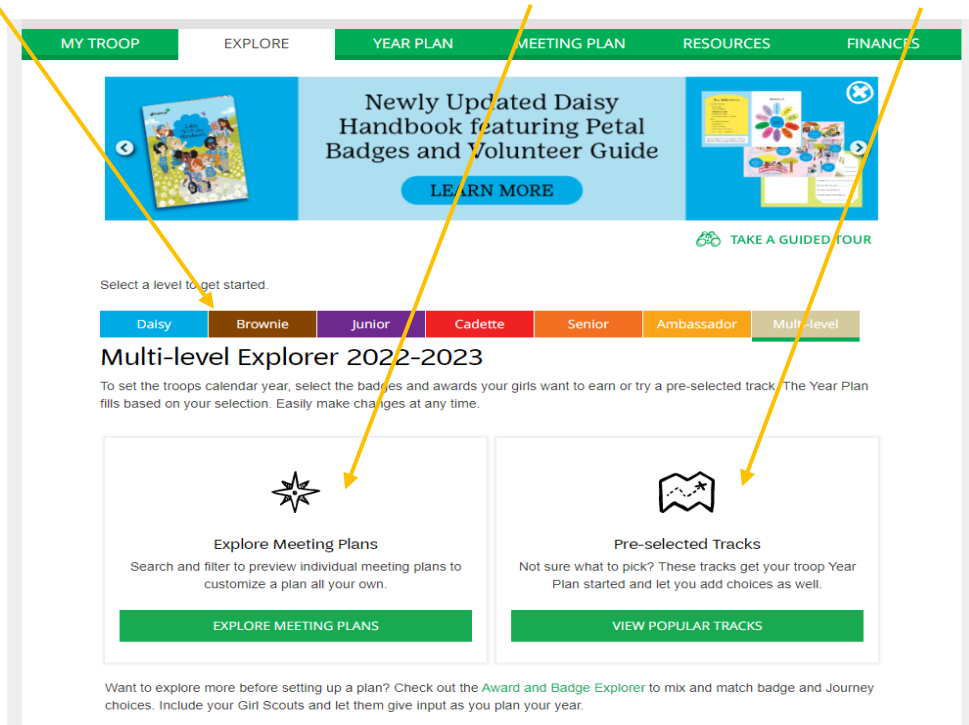 MY TROOP EXPLORE YEAR PLAN MEETING PLAN RESOURCES FINANCES
Newly Updated Daisy
Handbook featuring Petal
Badges and Volunteer Guide
LEARN MORE
TAKE A GUIDED TOUR
Select a level to get started.
Daisy Brownie Junior Cadette Senior Ambassador Multi-level
Multi-level Explorer 2022-2023
To set the troops calendar year, select the badges and awards your girls want to earn or try a pre-selected track. The Year Plan
fills based on your selection. Easily make changes at any time.
Explore Meeting Plans
Search and filter to preview individual meeting plans to
customize a plan all your own.
EXPLORE MEETING PLANS
Pre-selected Tracks
Not sure what to pick? These tracks get your troop Year
Plan started and let you add choices as well.
VIEW POPULAR TRACKS
Want to explore more before setting up a plan? Check out the Award and Badge Explorer to mix and match badge and Journey
choices. Include your Girl Scouts and let them give input as you plan your year.